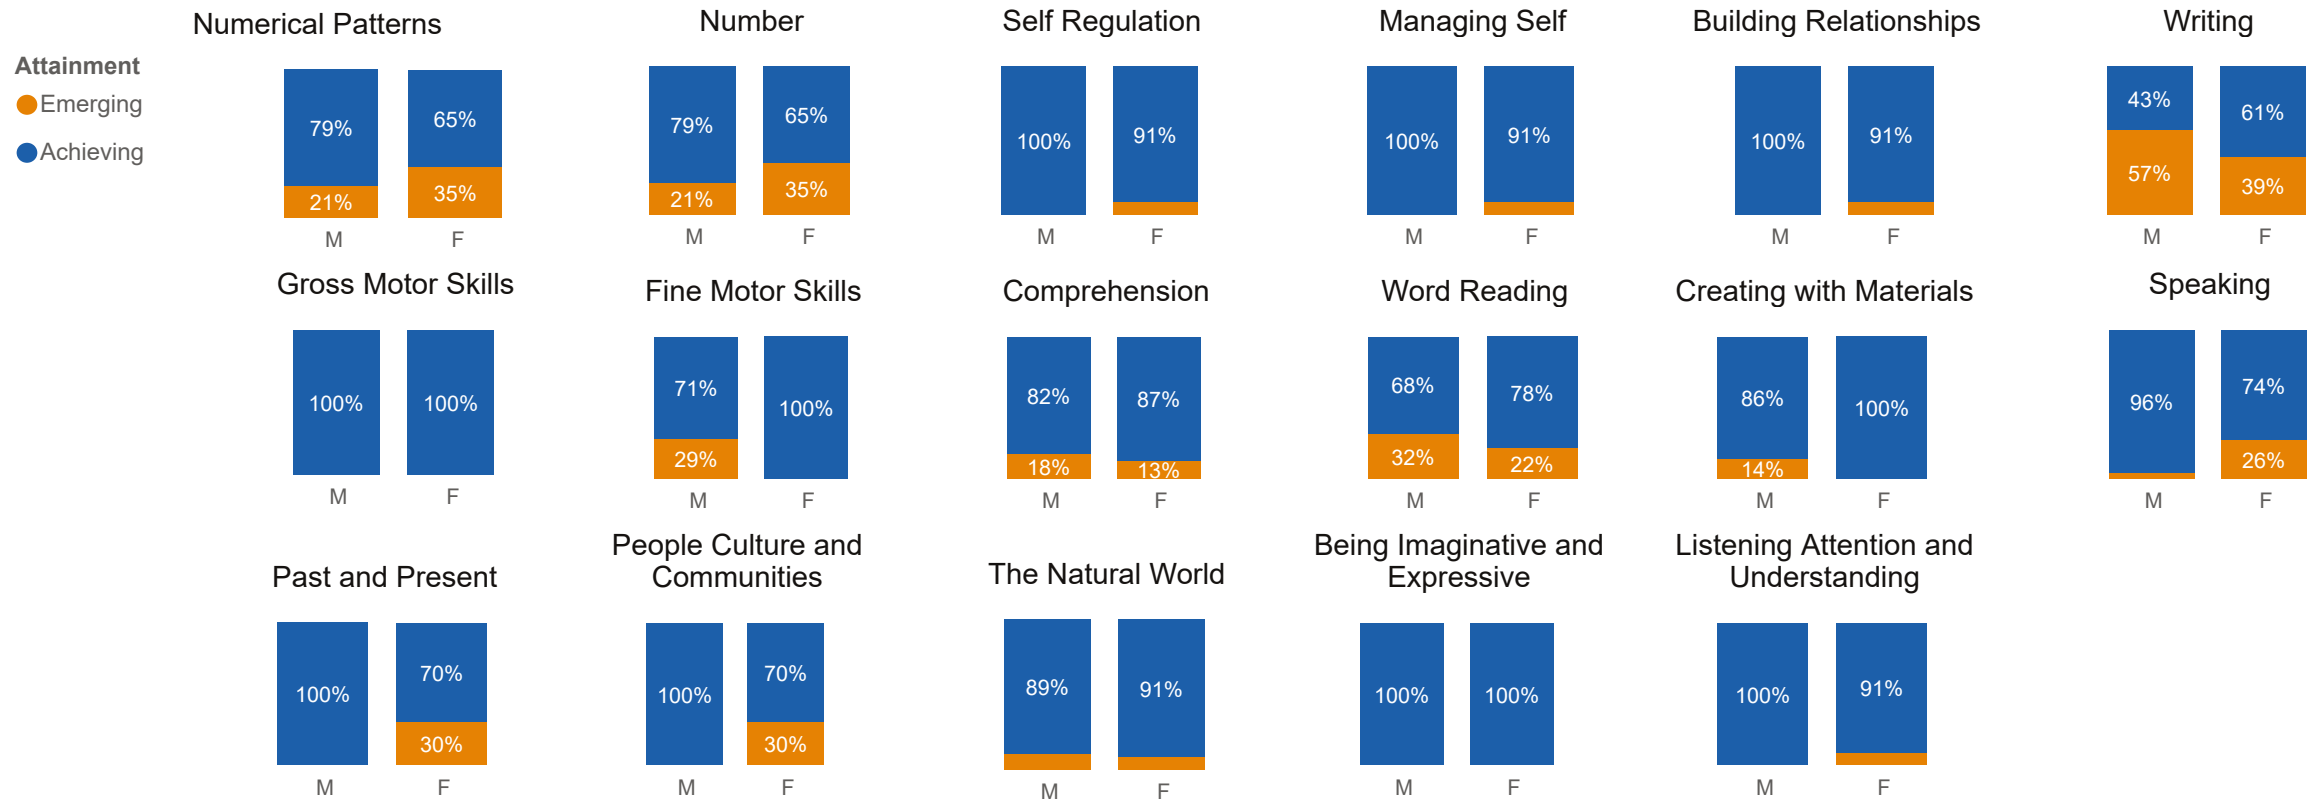 Numerical Patterns
Number
Self Regulation
Managing Self
Building Relationships
Writing
Attainment
Emerging
Achieving
79%
65%
21%
35%
M
F
79%
65%
21%
35%
M
F
100%
91%
M
F
100%
91%
M
F
100%
91%
M
F
43%
61%
57%
39%
M
F
Gross Motor Skills
Fine Motor Skills
Comprehension
Word Reading
Creating with Materials
Speaking
100%
100%
M
F
71%
100%
29%
M
F
82%
87%
18%
13%
M
F
68%
78%
32%
22%
M
F
86%
100%
14%
M
F
96%
74%
26%
M
F
Past and Present
People Culture and
Communities
The Natural World
Being Imaginative and
Expressive
Listening Attention and
Understanding
100%
70%
30%
M
F
100%
70%
30%
M
F
89%
91%
M
F
100%
100%
M
F
100%
91%
M
F